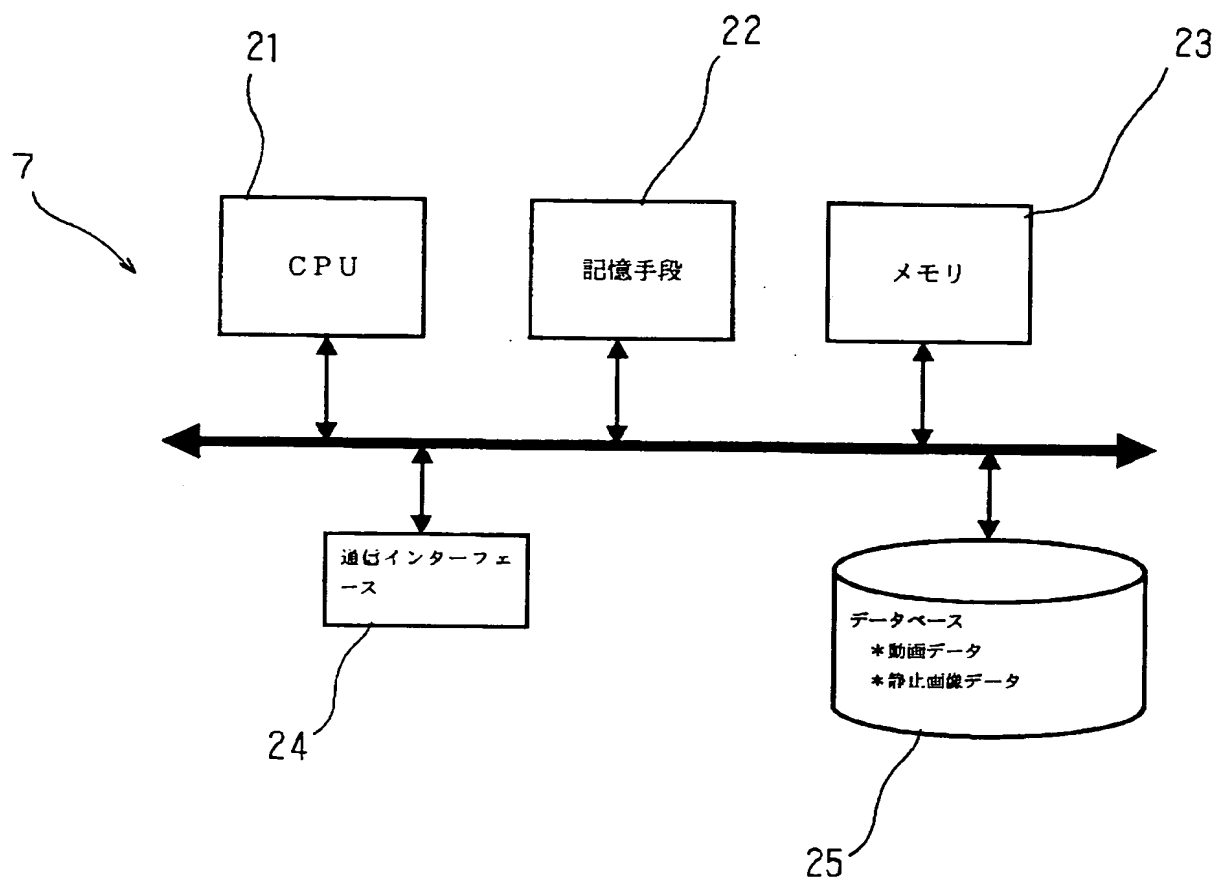 21
22
23
7
ＣＰＵ
記憶手段
メモリ
通信インターフェ
ース
データベース
＊動画データ
＊静止画像データ
24
25